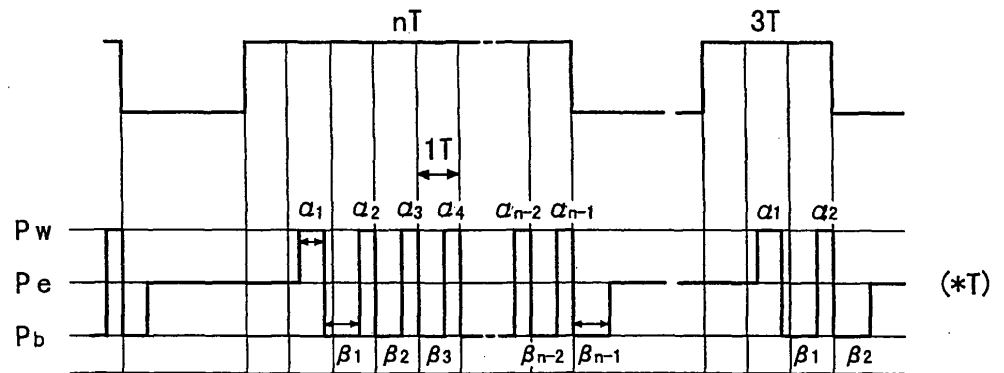 nT 3T
1T
α1 α2 α3 α4 αn-2 αn-1 α1 α2
Pw
Pe (*T)
Pb
β1 β2 β3 βn-2 βn-1 β1 β2